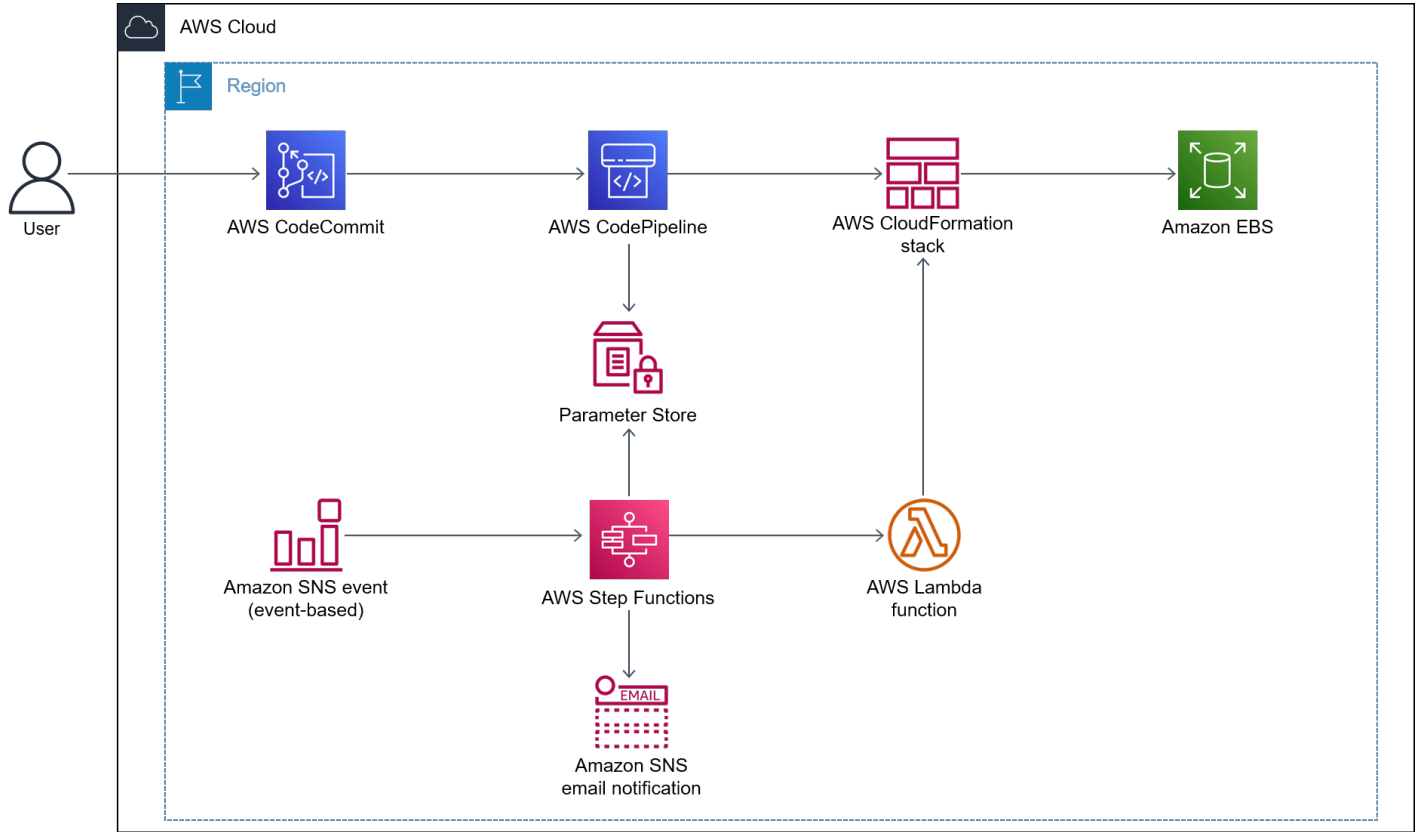 AWS Cloud
Region
User
AWS CodeCommit
AWS CodePipeline
AWS CloudFormation
stack
Amazon EBS
Parameter Store
Amazon SNS event
(event-based)
AWS Step Functions
AWS Lambda
function
EMAIL
Amazon SNS
email notification